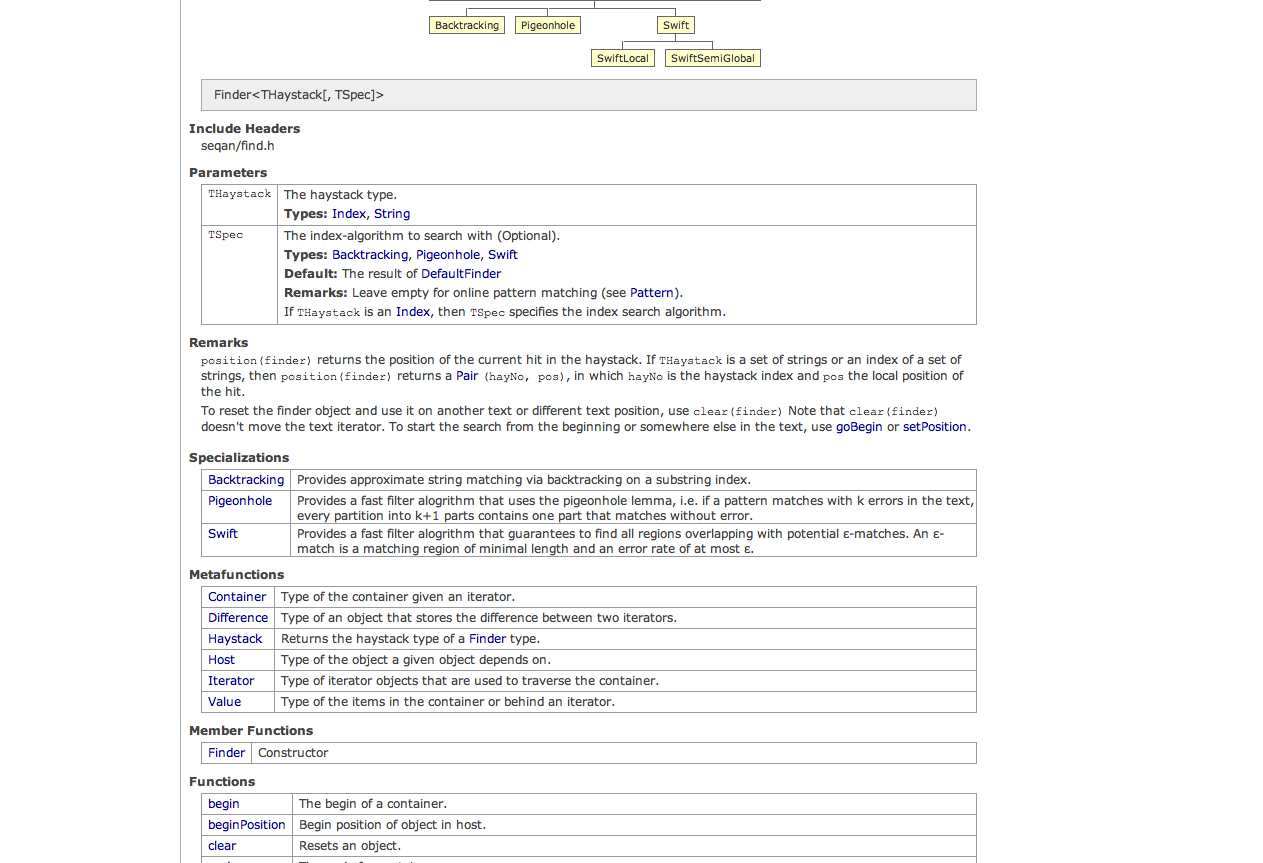 Backtracking Pigeonhole Swift
SwiftLocal SwiftSemiGlobal
Finder<THaystack[, TSpec]>
Include Headers
seqan/find.h
Parameters
THaystack The haystack type.
Types: Index, String
TSpec The index-algorithm to search with (Optional).
Types: Backtracking, Pigeonhole, Swift
Default: The result of DefaultFinder
Remarks: Leave empty for online pattern matching (see Pattern).
If THaystack is an Index, then TSpec specifies the index search algorithm.
Remarks
position(finder) returns the position of the current hit in the haystack. If THaystack is a set of strings or an index of a set of
strings, then position(finder) returns a Pair (hayNo, pos), in which hayNo is the haystack index and pos the local position of
the hit.
To reset the finder object and use it on another text or different text position, use clear(finder) Note that clear(finder)
doesn't move the text iterator. To start the search from the beginning or somewhere else in the text, use goBegin or setPosition.
Specializations
Backtracking Provides approximate string matching via backtracking on a substring index.
Pigeonhole Provides a fast filter alogrithm that uses the pigeonhole lemma, i.e. if a pattern matches with k errors in the text,
every partition into k+1 parts contains one part that matches without error.
Swift Provides a fast filter alogrithm that guarantees to find all regions overlapping with potential ε-matches. An ε-
match is a matching region of minimal length and an error rate of at most ε.
Metafunctions
Container Type of the container given an iterator.
Difference Type of an object that stores the difference between two iterators.
Haystack Returns the haystack type of a Finder type.
Host Type of the object a given object depends on.
Iterator Type of iterator objects that are used to traverse the container.
Value Type of the items in the container or behind an iterator.
Member Functions
Finder Constructor
Functions
begin The begin of a container.
beginPosition Begin position of object in host.
clear Resets an object.